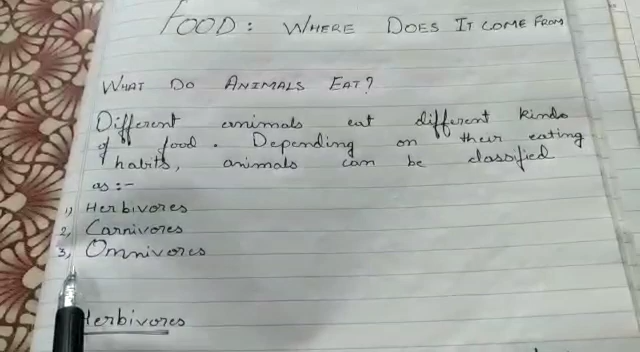 FOOD: WHERE DOES IT COME FROM
WHAT DO ANIMALS EAT?
Different animals eat different kinds
of food. Depending on their eating
habits, animals can be classified
as:-
1) Herbivores
2, Carnivores
3, Omnivores
Herbivores